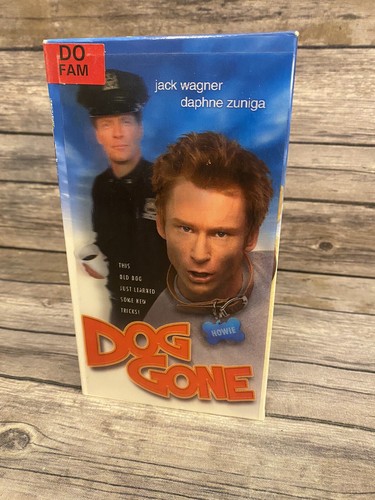 DO
FAM
jack wagner
daphne zuniga
THIS
OLD DOG
JUST LEARNED
SOME NEW
TRICKS!
HOWIE
DOG
GONE